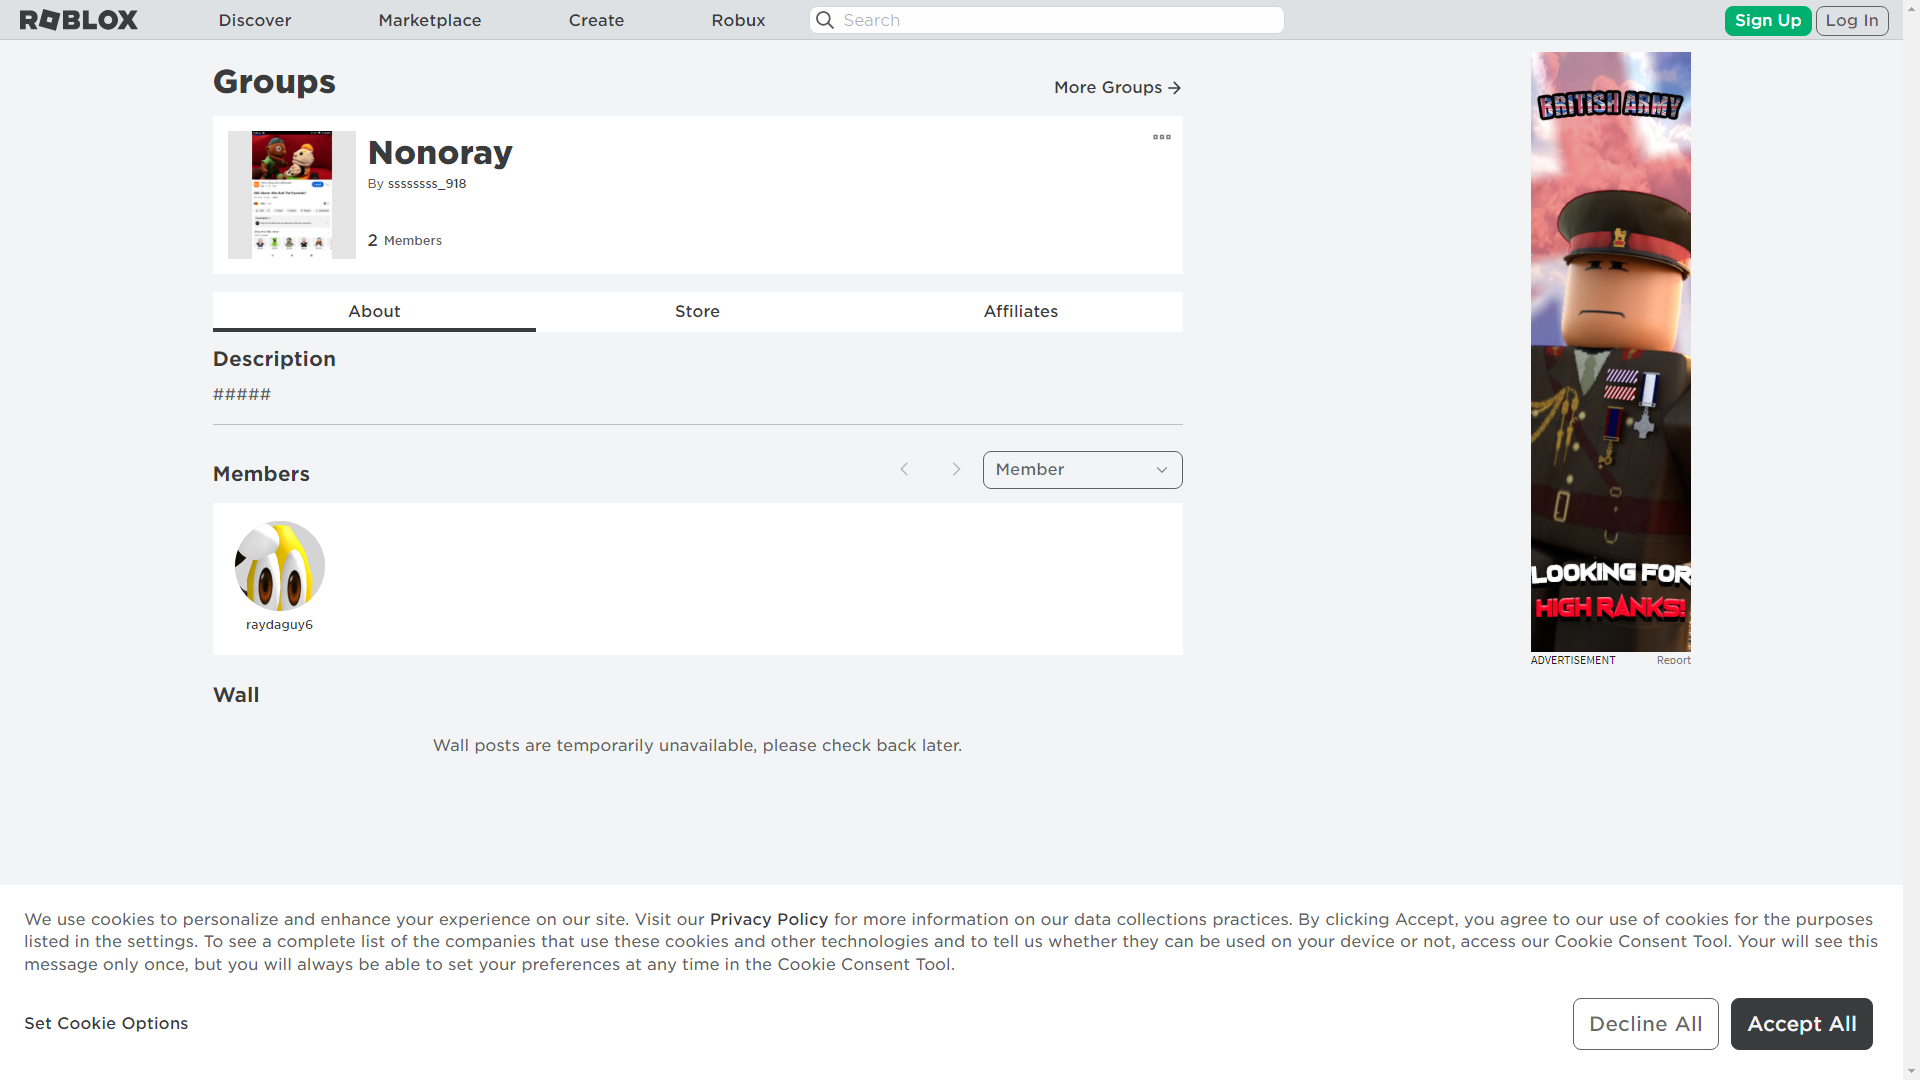 ROBLOX
Discover
Marketplace
Create
Robux
Search
Sign Up
Log In
Groups
More Groups
Nonoray
By ssssssss_918
2 Members
About
Store
Affiliates
Description
#####
Members
Member
raydaguy6
Wall
Wall posts are temporarily unavailable, please check back later.
BRITISH ARMY
LOOKING FOR
HIGH RANKS!
ADVERTISEMENT
Report
We use cookies to personalize and enhance your experience on our site. Visit our Privacy Policy for more information on our data collections practices. By clicking Accept, you agree to our use of cookies for the purposes
listed in the settings. To see a complete list of the companies that use these cookies and other technologies and to tell us whether they can be used on your device or not, access our Cookie Consent Tool. Your will see this
message only once, but you will always be able to set your preferences at any time in the Cookie Consent Tool.
Set Cookie Options
Decline All
Accept All